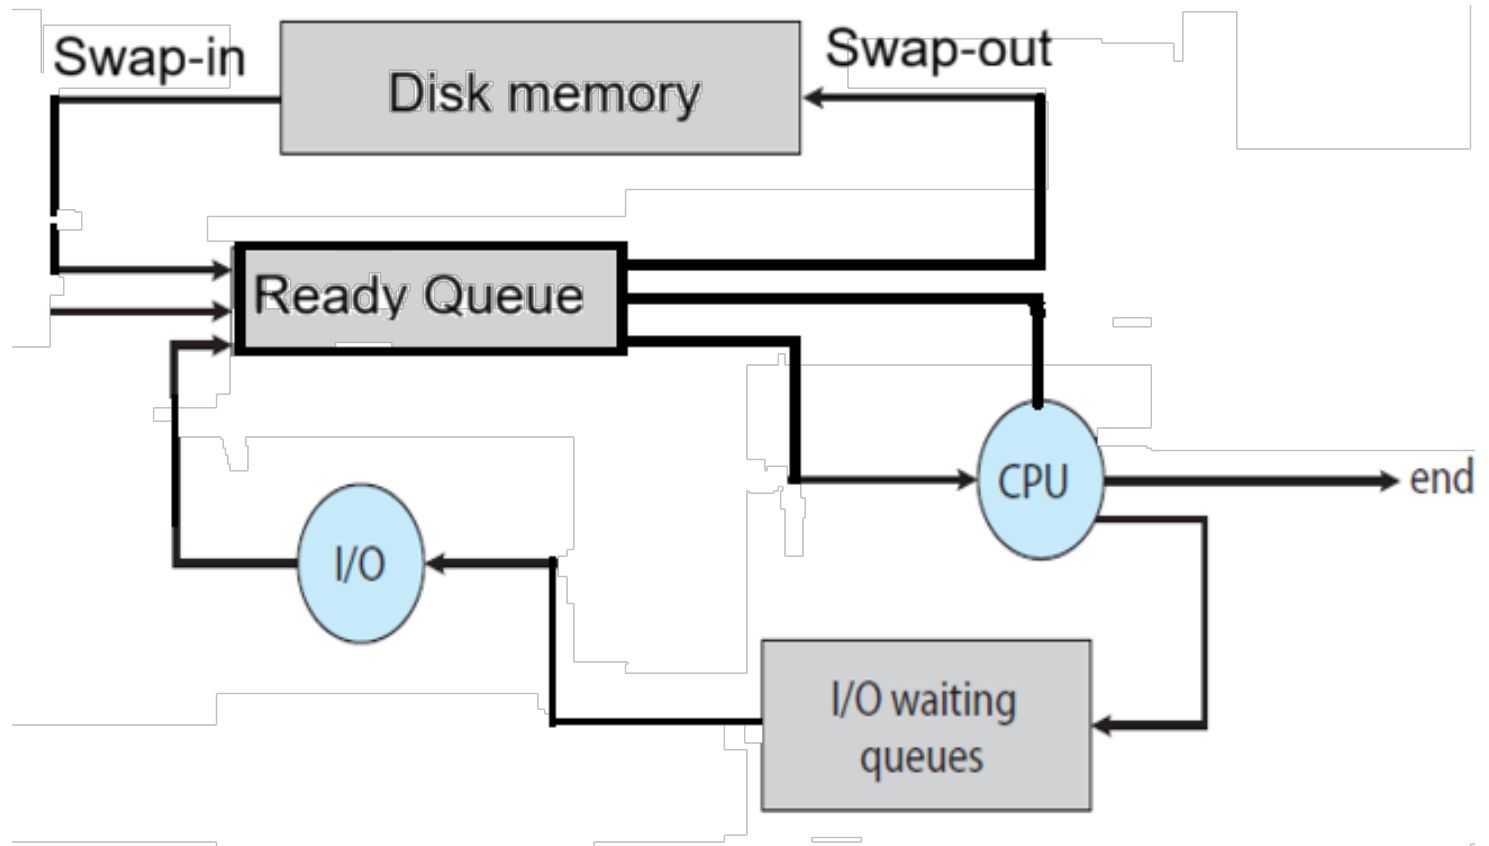 Swap-in
Disk memory
Swap-out
Ready Queue
CPU
end
I/O
I/O waiting
queues